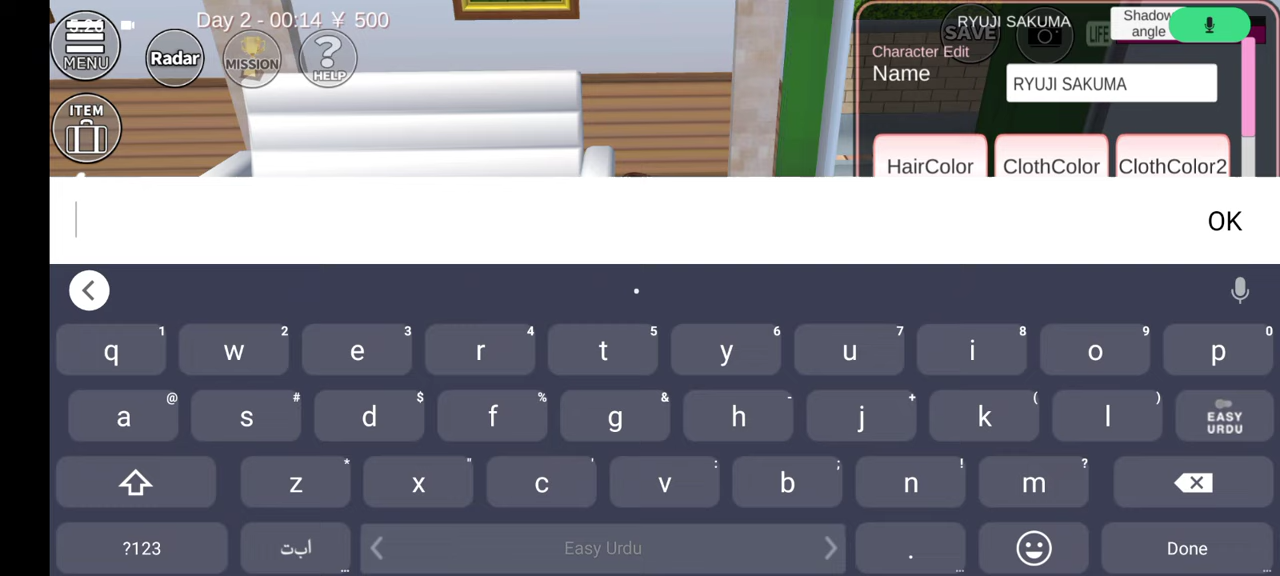 Day 2 - 00:14 ¥ 500
MENU
Radar
MISSION
HELP
ITEM
RYUJI SAKUMA
SAVE
LIFE
Shadow
angle
Character Edit
Name
RYUJI SAKUMA
HairColor ClothColor ClothColor2
OK
q 1 w 2 e 3 r 4 t 5 y 6 u 7 i 8 o 9 p 0
a @ s # d $ f % g & h - j + k ( l ) EASY URDU
z * x " c ' v : b ; n ! m ?
?123 ابت Easy Urdu . Done